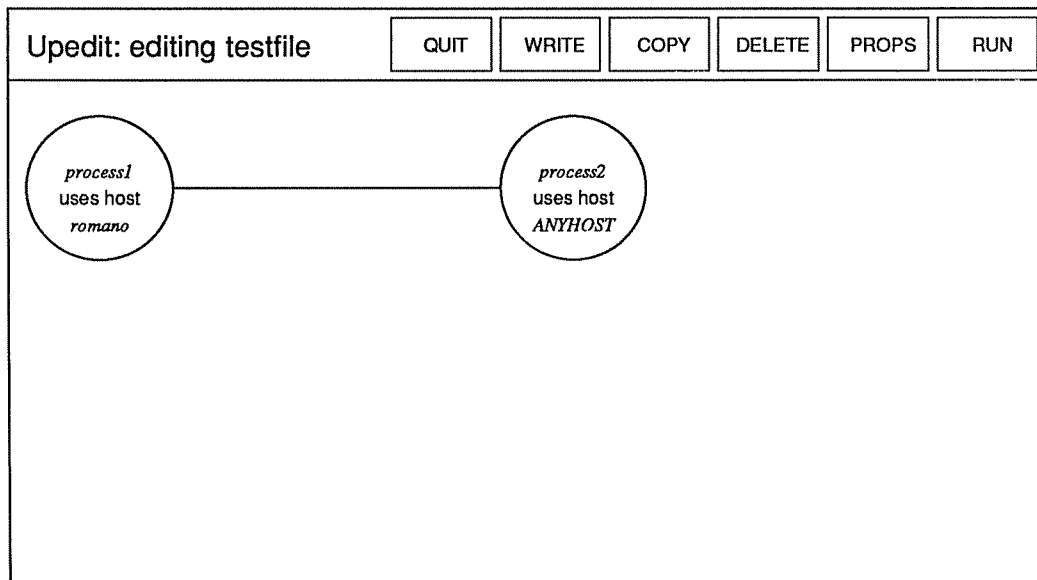 Upedit: editing testfile
QUIT
WRITE
COPY
DELETE
PROPS
RUN
process1
uses host
romano
process2
uses host
ANYHOST